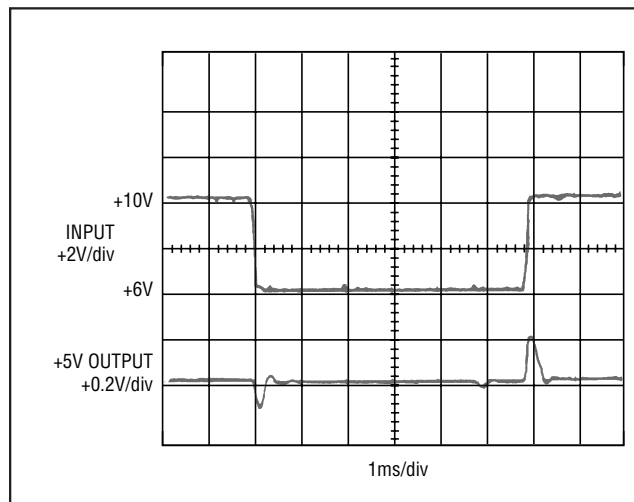 +10V
INPUT
+2V/div
+6V
+5V OUTPUT
+0.2V/div
1ms/div